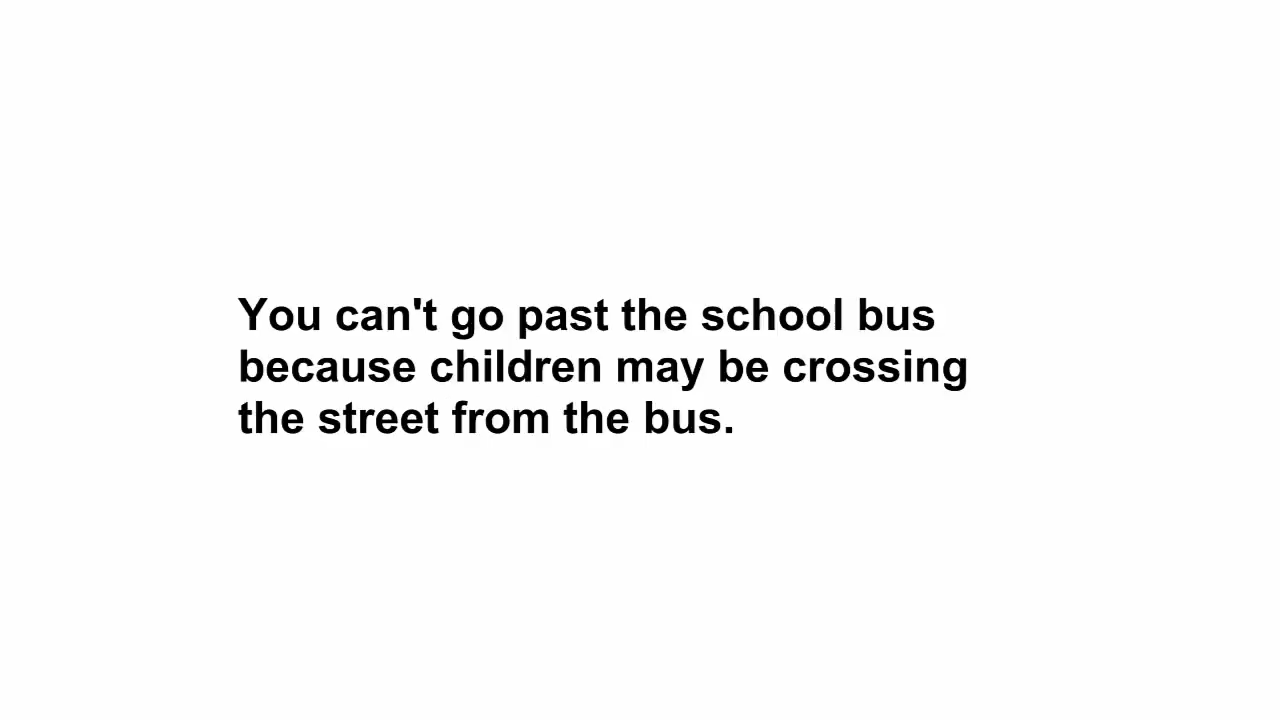 You can't go past the school bus
because children may be crossing
the street from the bus.